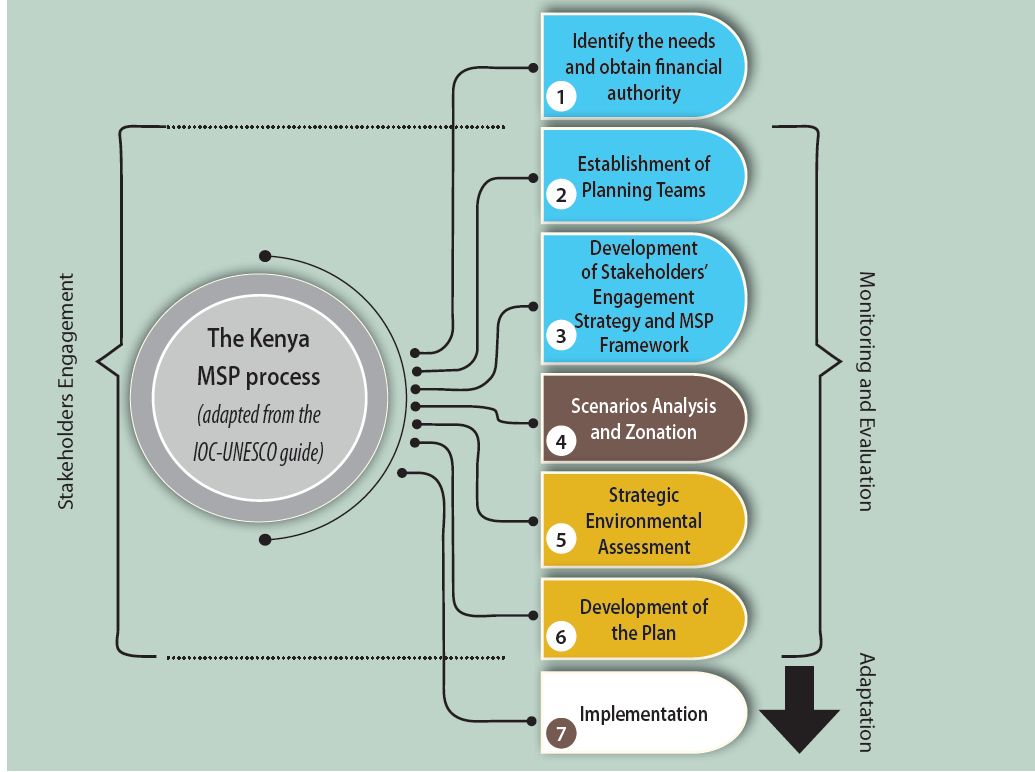 Stakeholders Engagement
The Kenya
MSP process
(adapted from the
IOC-UNESCO guide)
Identify the needs
and obtain financial
authority
1
Establishment of
Planning Teams
2
Development
of Stakeholders'
Engagement
Strategy and MSP
Framework
3
Scenarios Analysis
and Zonation
4
Strategic
Environmental
Assessment
5
Development of
the Plan
6
Implementation
7
Monitoring and Evaluation
Adaptation